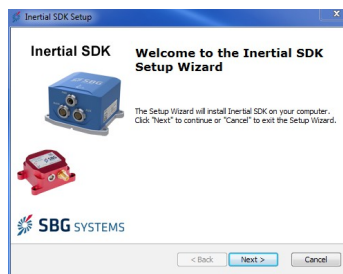 Inertial SDK Setup
Inertial SDK
Welcome to the Inertial SDK
Setup Wizard
The Setup Wizard will install Inertial SDK on your computer.
Click "Next" to continue or "Cancel" to exit the Setup Wizard.
SBG
SBG SYSTEMS
< Back
Next >
Cancel